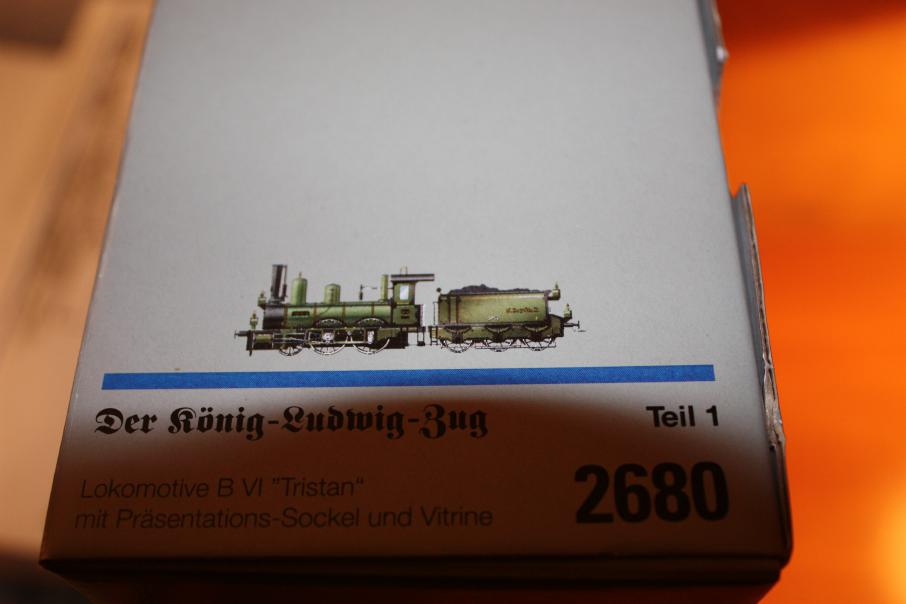 Der König-Ludwig-Zug
Teil 1
Lokomotive B VI "Tristan“
mit Präsentations-Sockel und Vitrine
2680